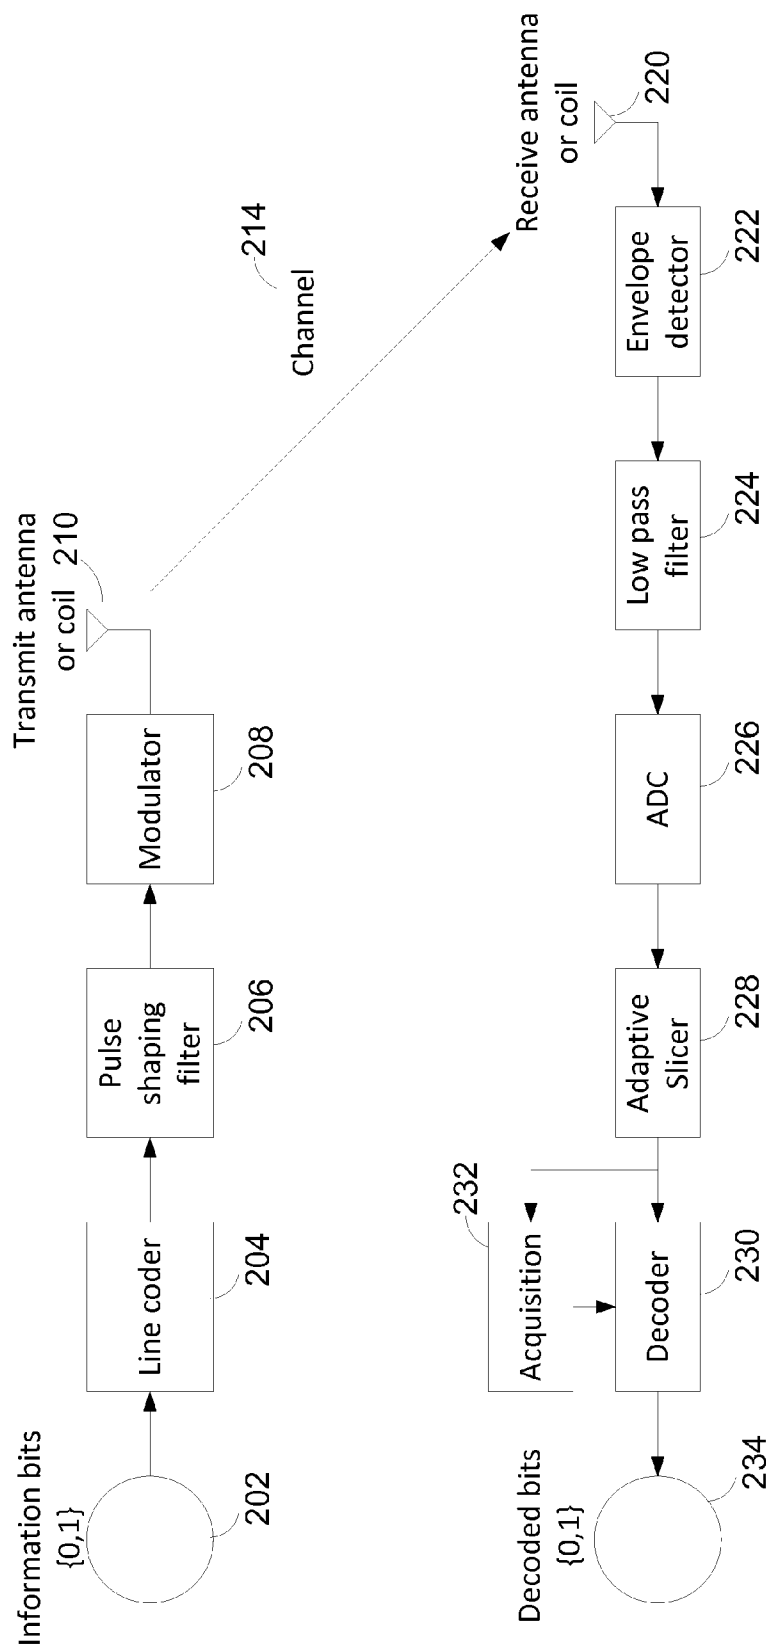 Information bits
{0,1}
202
Line coder
204
Pulse
shaping
filter
206
Modulator
208
Transmit antenna
or coil
210
Channel
214
Receive antenna
or coil
220
Envelope
detector
222
Low pass
filter
224
ADC
226
Adaptive
Slicer
228
Acquisition
232
Decoder
230
Decoded bits
{0,1}
234